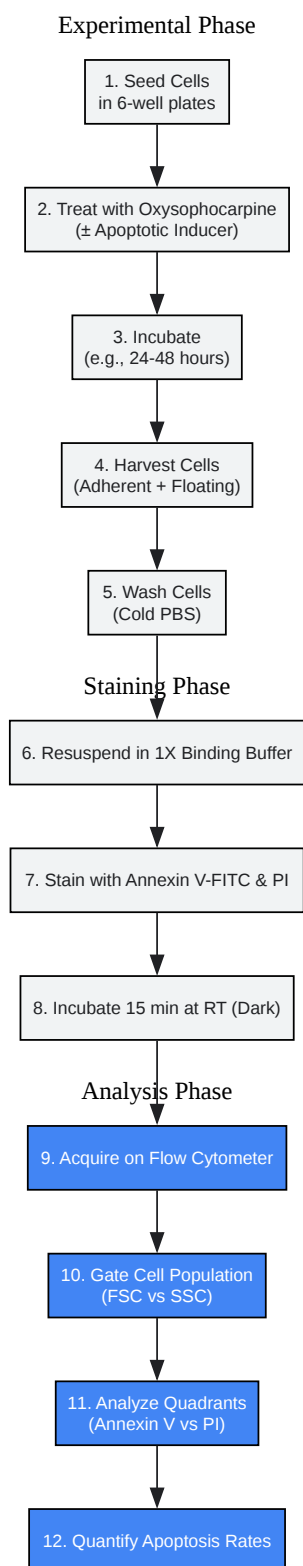 Experimental Phase
1. Seed Cells
in 6-well plates
2. Treat with Oxysophocarpine
(± Apoptotic Inducer)
3. Incubate
(e.g., 24-48 hours)
4. Harvest Cells
(Adherent + Floating)
5. Wash Cells
(Cold PBS)
Staining Phase
6. Resuspend in 1X Binding Buffer
7. Stain with Annexin V-FITC & PI
8. Incubate 15 min at RT (Dark)
Analysis Phase
9. Acquire on Flow Cytometer
10. Gate Cell Population
(FSC vs SSC)
11. Analyze Quadrants
(Annexin V vs PI)
12. Quantify Apoptosis Rates